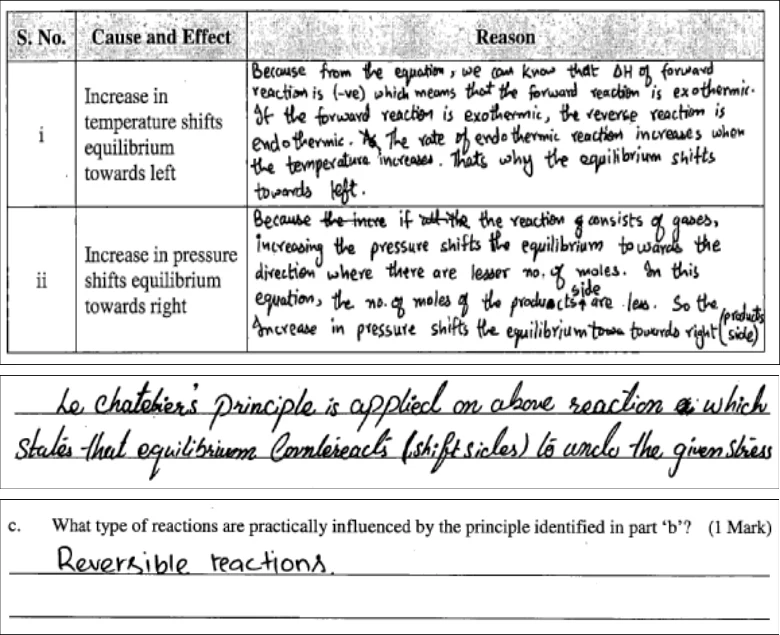 S. No. Cause and Effect Reason
i
Increase in
temperature shifts
equilibrium
towards left
Because from the equation, we can know that ΔH of forward
reaction is (-ve) which means that the forward reaction is exothermic.
If the forward reaction is exothermic, the reverse reaction is
endothermic. The rate of endothermic reaction increases when
the temperature increases. Thats why the equilibrium shifts
towards left.
ii
Increase in pressure
shifts equilibrium
towards right
Because if the reaction consists of gases,
increasing the pressure shifts the equilibrium towards the
direction where there are lesser no. of moles. In this
equation, the no. of moles of the products side are less. So the
increase in pressure shifts the equilibrium towards right (products side)
Le chatelier's principle is applied on above reaction which
states that equilibrium Counteracts (shift sides) to undo the given stress
c. What type of reactions are practically influenced by the principle identified in part 'b'? (1 Mark)
Reversible reactions.